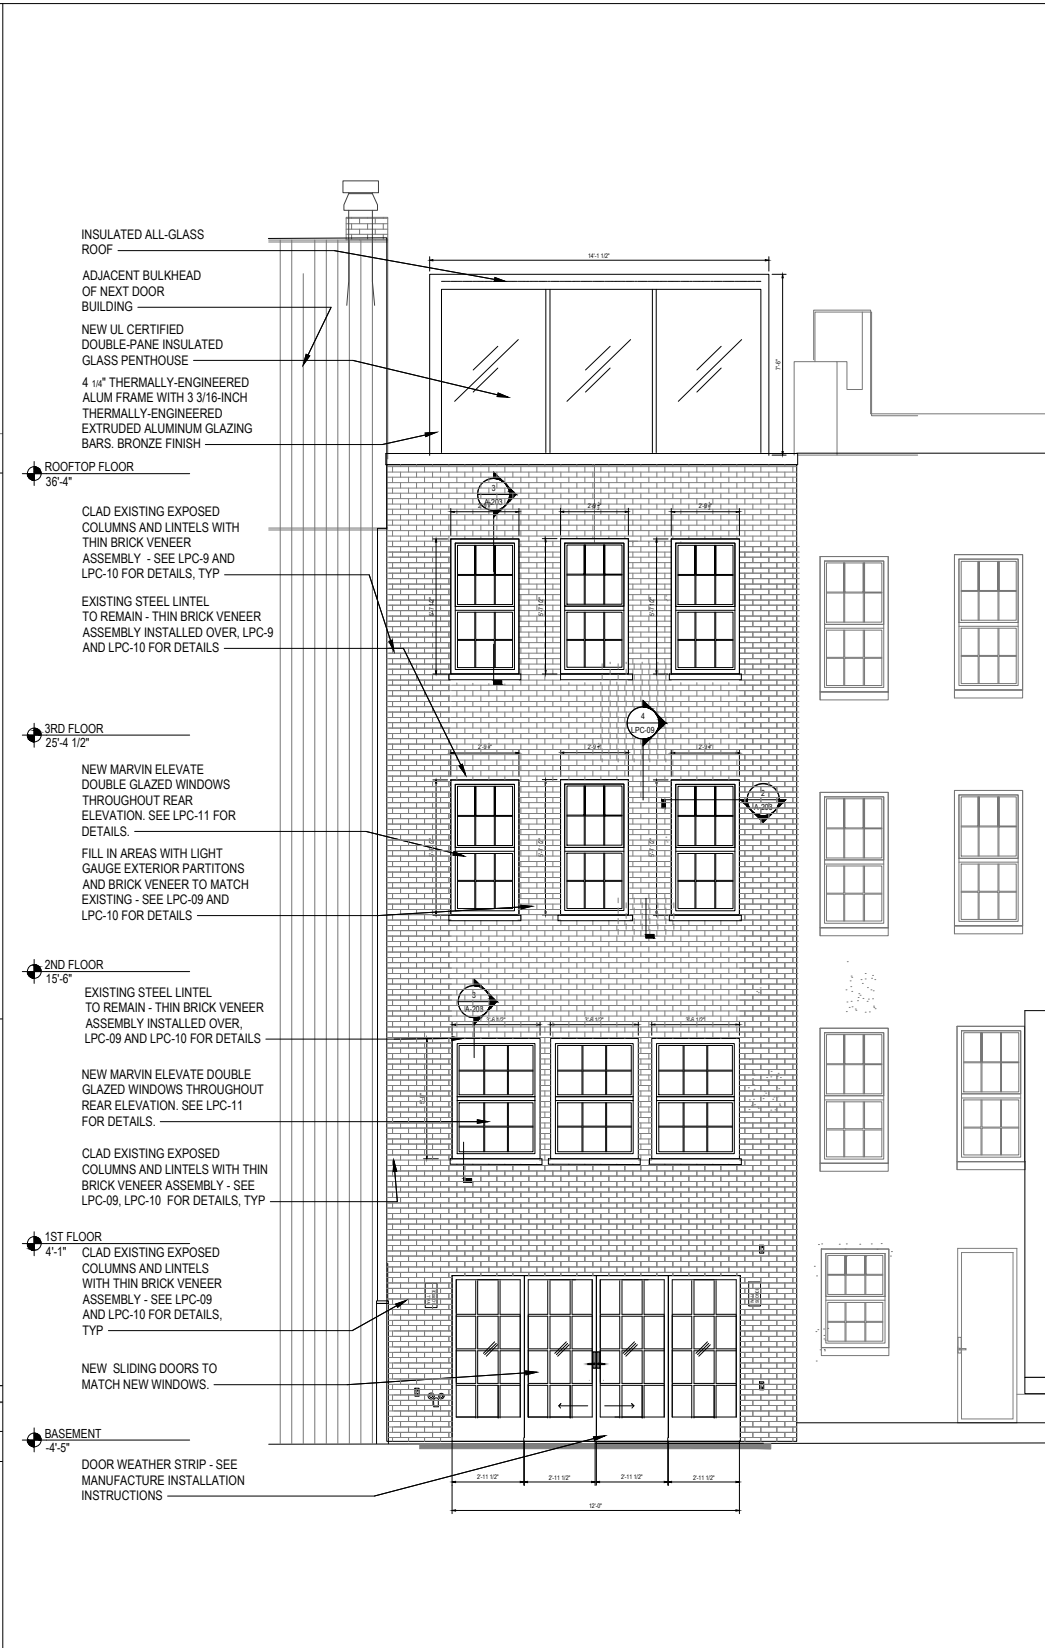 INSULATED ALL-GLASS
ROOF
14'-1 1/2"
ADJACENT BULKHEAD
OF NEXT DOOR
BUILDING
NEW UL CERTIFIED
DOUBLE-PANE INSULATED
GLASS PENTHOUSE
7'-6"
4 1/4" THERMALLY-ENGINEERED
ALUM FRAME WITH 3 3/16-INCH
THERMALLY-ENGINEERED
EXTRUDED ALUMINUM GLAZING
BARS. BRONZE FINISH
ROOFTOP FLOOR
36'-4"
3
A-203
CLAD EXISTING EXPOSED
COLUMNS AND LINTELS WITH
THIN BRICK VENEER
ASSEMBLY - SEE LPC-9 AND
LPC-10 FOR DETAILS, TYP
EXISTING STEEL LINTEL
TO REMAIN - THIN BRICK VENEER
ASSEMBLY INSTALLED OVER, LPC-9
AND LPC-10 FOR DETAILS
4
LPC-09
3RD FLOOR
25'-4 1/2"
NEW MARVIN ELEVATE
DOUBLE GLAZED WINDOWS
THROUGHOUT REAR
ELEVATION. SEE LPC-11 FOR
DETAILS.
2
A-203
FILL IN AREAS WITH LIGHT
GAUGE EXTERIOR PARTITONS
AND BRICK VENEER TO MATCH
EXISTING - SEE LPC-09 AND
LPC-10 FOR DETAILS
2ND FLOOR
15'-6"
3
A-203
EXISTING STEEL LINTEL
TO REMAIN - THIN BRICK VENEER
ASSEMBLY INSTALLED OVER,
LPC-09 AND LPC-10 FOR DETAILS
NEW MARVIN ELEVATE DOUBLE
GLAZED WINDOWS THROUGHOUT
REAR ELEVATION. SEE LPC-11
FOR DETAILS.
CLAD EXISTING EXPOSED
COLUMNS AND LINTELS WITH THIN
BRICK VENEER ASSEMBLY - SEE
LPC-09, LPC-10 FOR DETAILS, TYP
1ST FLOOR
4'-1"
CLAD EXISTING EXPOSED
COLUMNS AND LINTELS
WITH THIN BRICK VENEER
ASSEMBLY - SEE LPC-09
AND LPC-10 FOR DETAILS,
TYP
NEW SLIDING DOORS TO
MATCH NEW WINDOWS.
BASEMENT
-4'-5"
DOOR WEATHER STRIP - SEE
MANUFACTURE INSTALLATION
INSTRUCTIONS
2'-11 1/2" 2'-11 1/2" 2'-11 1/2" 2'-11 1/2"
12'-0"